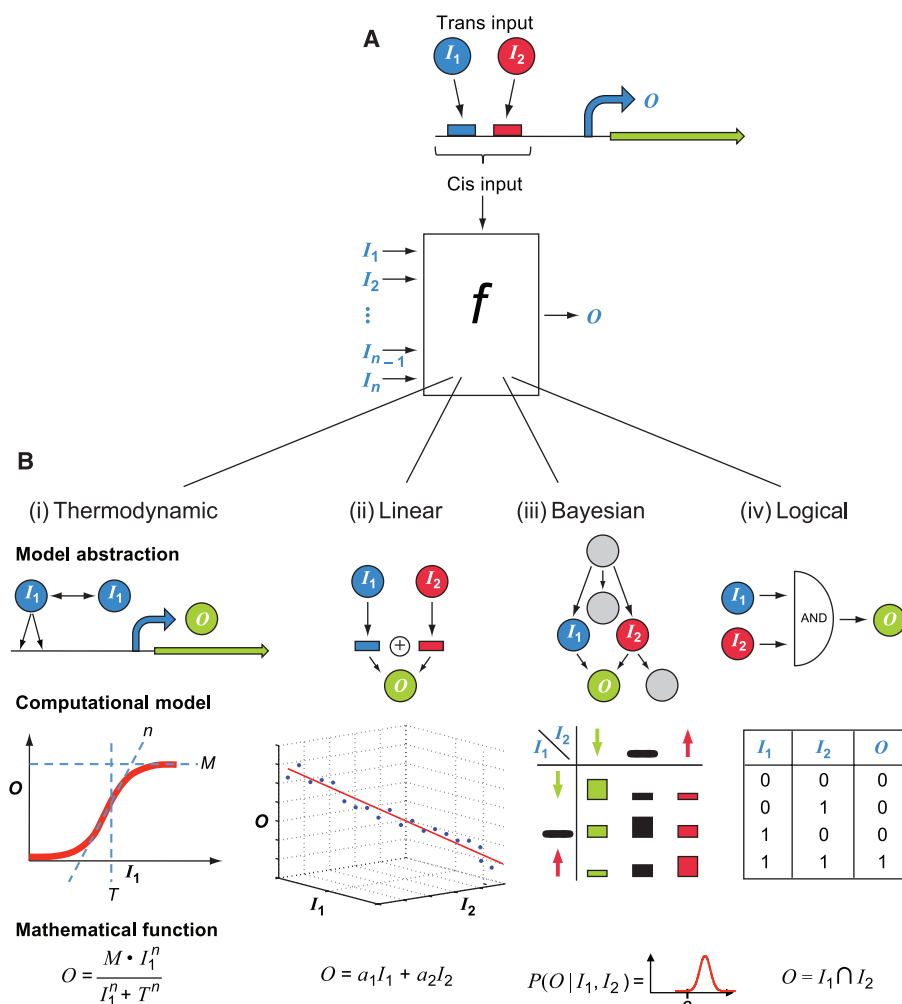 A
Trans input
I1 I2
O
Cis input
I1
I2
⋮
In – 1
In
f
O
B
(i) Thermodynamic (ii) Linear (iii) Bayesian (iv) Logical
Model abstraction
I1 I1 O
I1 I2
+
O
I1 I2
O
I1
I2
AND
O
Computational model
n
M
O
I1
T
O
I1 I2
I1 I2
I1 I2 O
0 0 0
0 1 0
1 0 0
1 1 1
Mathematical function
O = M • I1^n / I1^n + T^n
O = a1I1 + a2I2
P(O | I1, I2) =
O = I1 ∩ I2